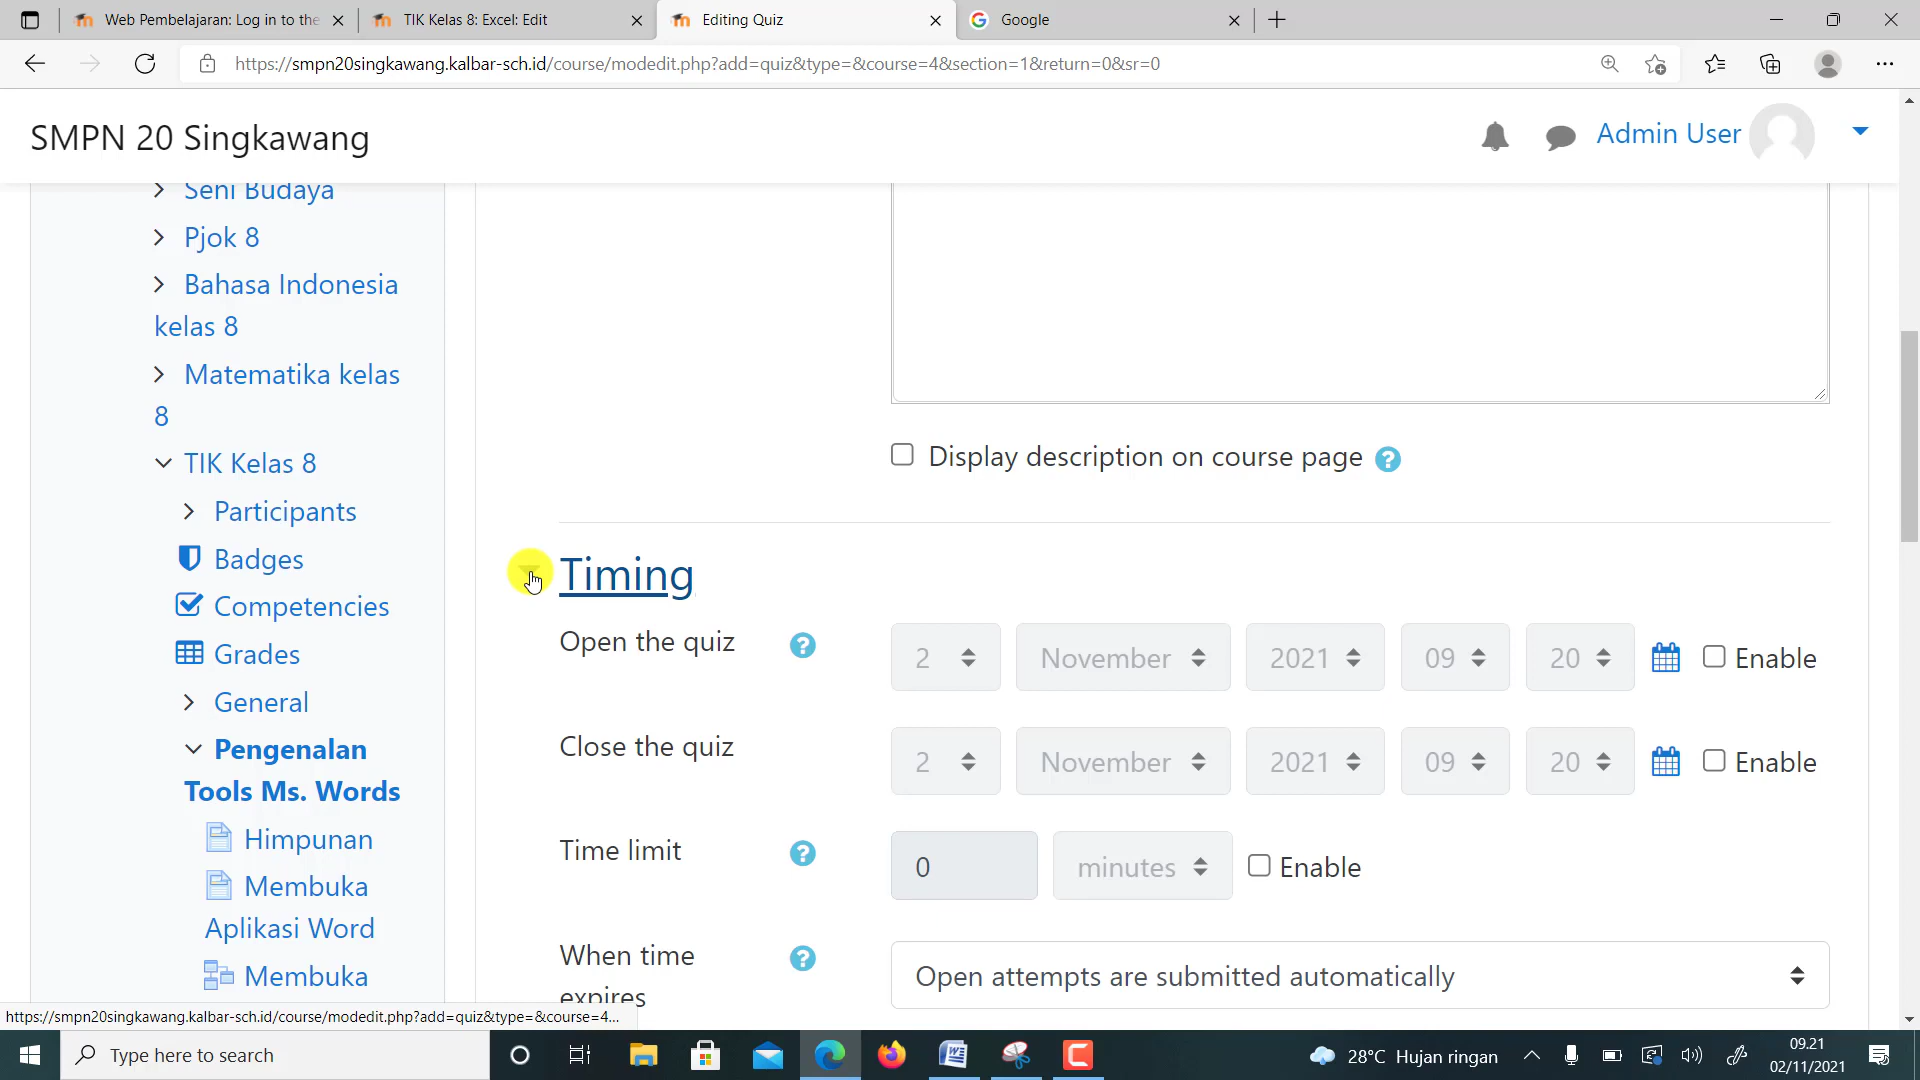 Web Pembelajaran: Log in to the
TIK Kelas 8: Excel: Edit
Editing Quiz
Google
https://smpn20singkawang.kalbar-sch.id/course/modedit.php?add=quiz&type=&course=4&section=1&return=0&sr=0
SMPN 20 Singkawang
Admin User
Seni Budaya
Pjok 8
Bahasa Indonesia
kelas 8
Matematika kelas
8
TIK Kelas 8
Participants
Badges
Competencies
Grades
General
Pengenalan
Tools Ms. Words
Himpunan
Membuka
Aplikasi Word
Membuka
Display description on course page
Timing
Open the quiz
2 November 2021 09 20 Enable
Close the quiz
2 November 2021 09 20 Enable
Time limit
0 minutes Enable
When time
expires
Open attempts are submitted automatically
https://smpn20singkawang.kalbar-sch.id/course/modedit.php?add=quiz&type=&course=4...
Type here to search
28°C Hujan ringan
09.21
02/11/2021